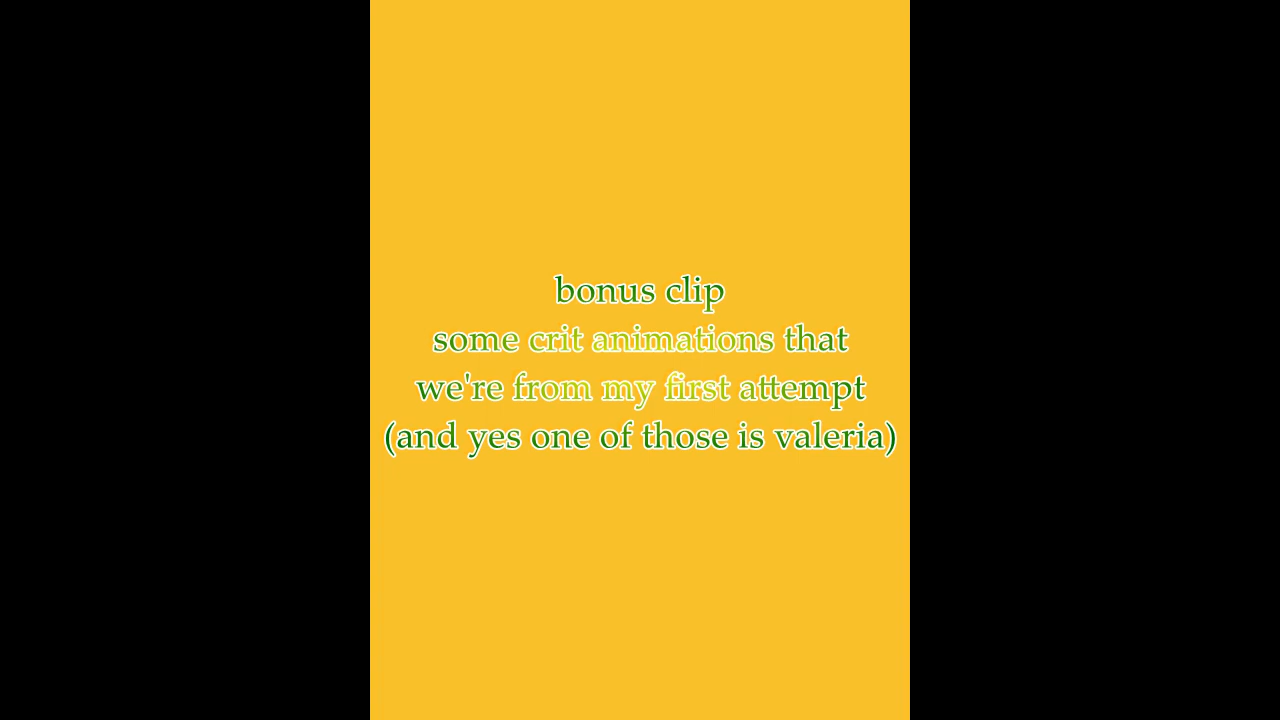 bonus clip
some crit animations that
we're from my first attempt
(and yes one of those is valeria)